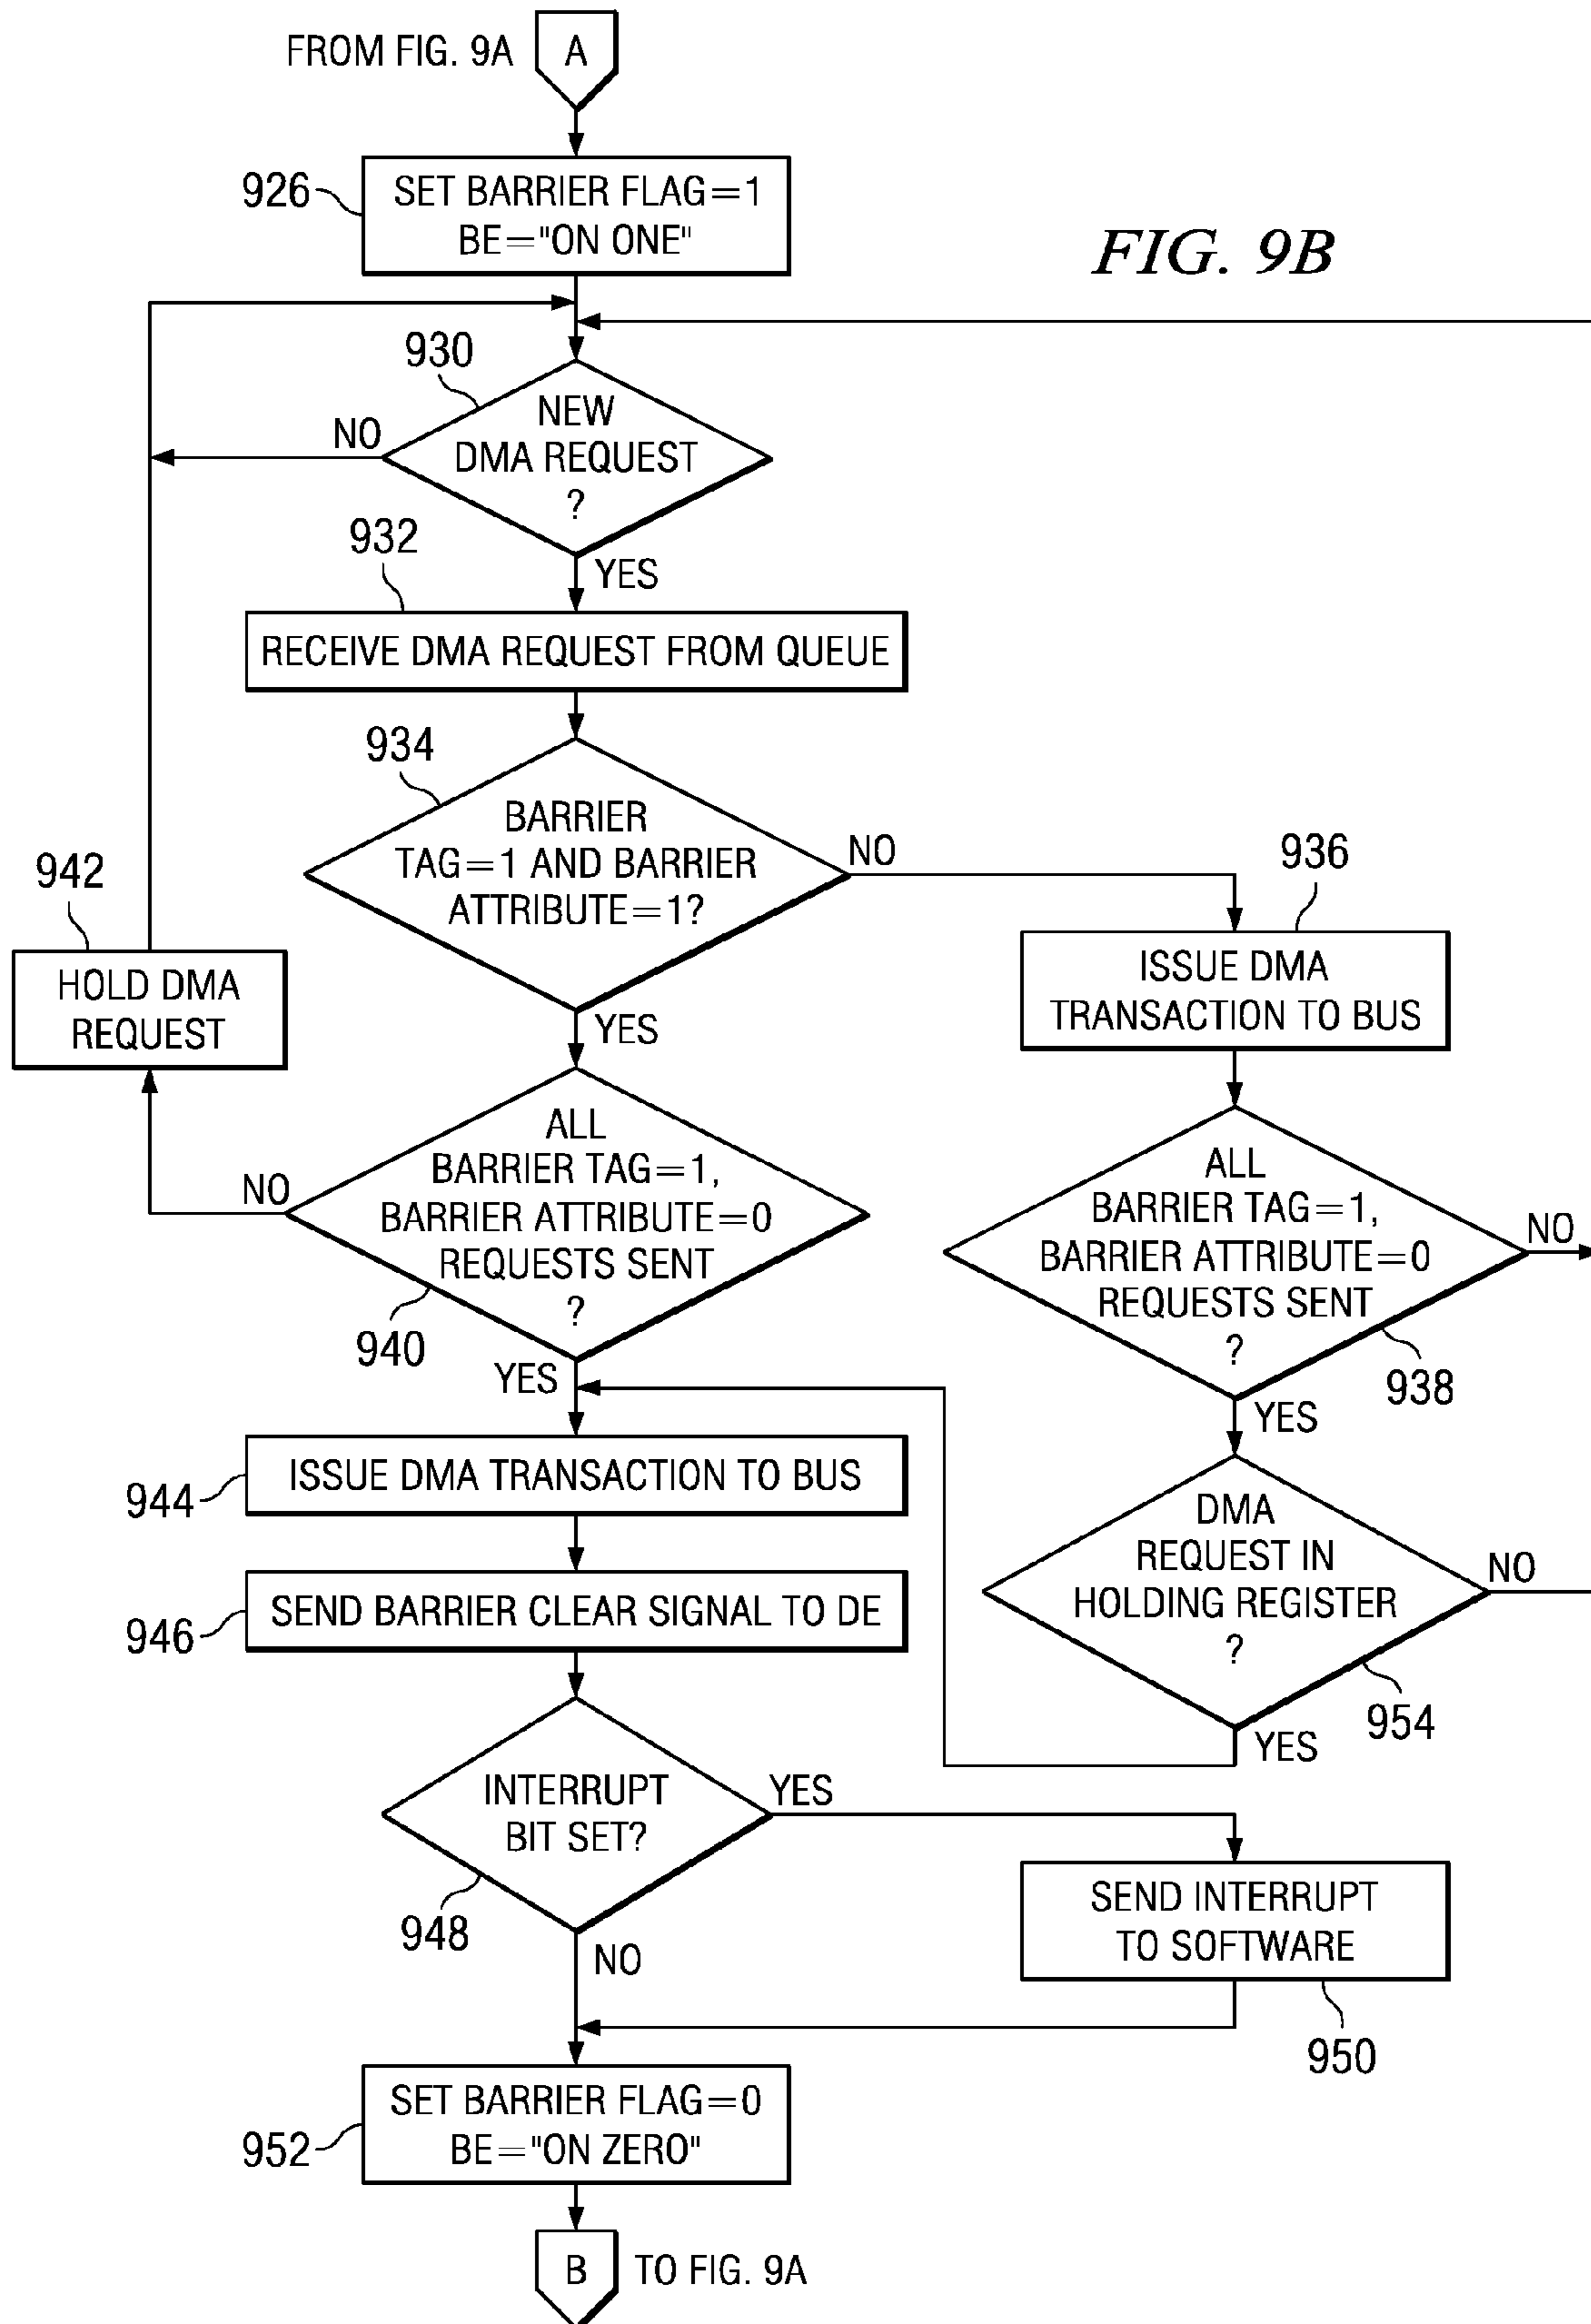 FROM FIG. 9A
A
926
SET BARRIER FLAG=1
BE="ON ONE"
FIG. 9B
930
NEW
DMA REQUEST
?
NO
YES
932
RECEIVE DMA REQUEST FROM QUEUE
934
BARRIER
TAG=1 AND BARRIER
ATTRIBUTE=1?
NO
YES
936
ISSUE DMA
TRANSACTION TO BUS
942
HOLD DMA
REQUEST
ALL
BARRIER TAG=1,
BARRIER ATTRIBUTE=0
REQUESTS SENT
?
NO
940
YES
ALL
BARRIER TAG=1,
BARRIER ATTRIBUTE=0
REQUESTS SENT
?
NO
938
YES
944
ISSUE DMA TRANSACTION TO BUS
DMA
REQUEST IN
HOLDING REGISTER
?
NO
954
YES
946
SEND BARRIER CLEAR SIGNAL TO DE
INTERRUPT
BIT SET?
YES
948
NO
SEND INTERRUPT
TO SOFTWARE
950
952
SET BARRIER FLAG=0
BE="ON ZERO"
B
TO FIG. 9A